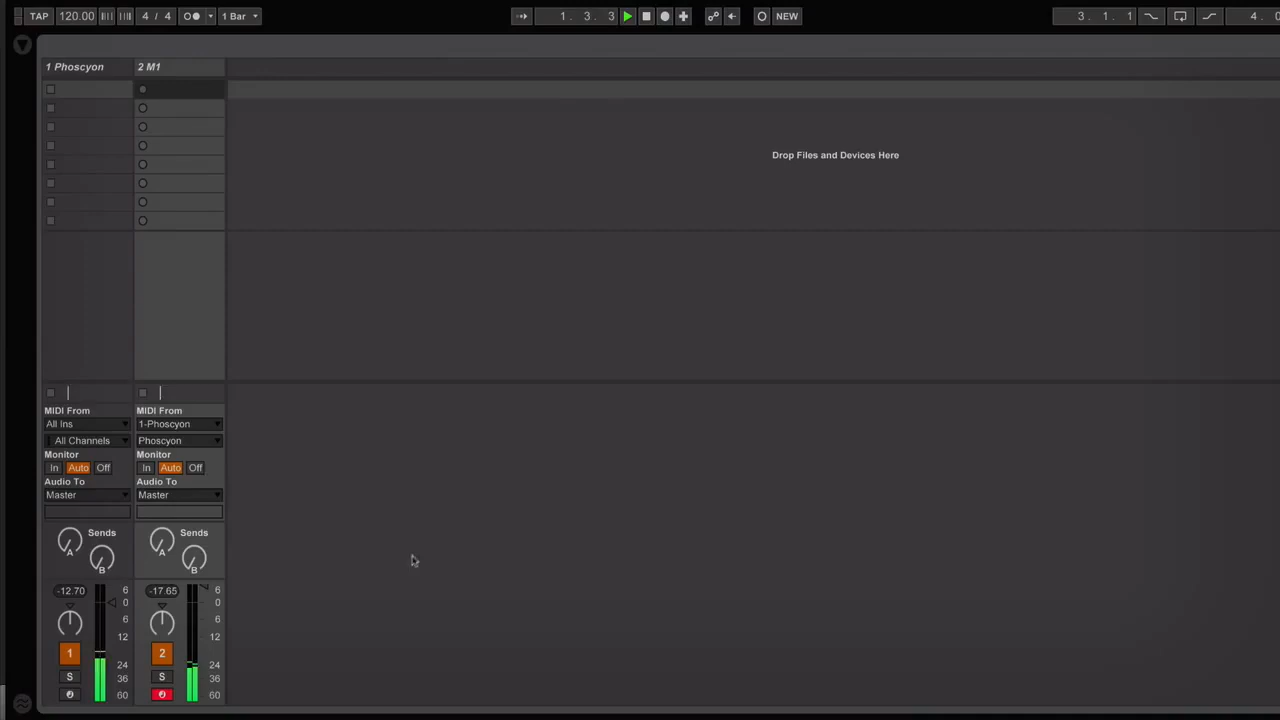 TAP 120.00 4 / 4 1 Bar 1. 3. 3 NEW 3. 1. 1 4. 0
1 Phoscyon 2 M1
Drop Files and Devices Here
MIDI From MIDI From
All Ins 1-Phoscyon
All Channels Phoscyon
Monitor Monitor
In Auto Off In Auto Off
Audio To Audio To
Master Master
Sends Sends
A A
B B
-12.70 6 -17.65 6
0 0
6 6
12 12
1 2
24 24
S 36 S 36
60 60